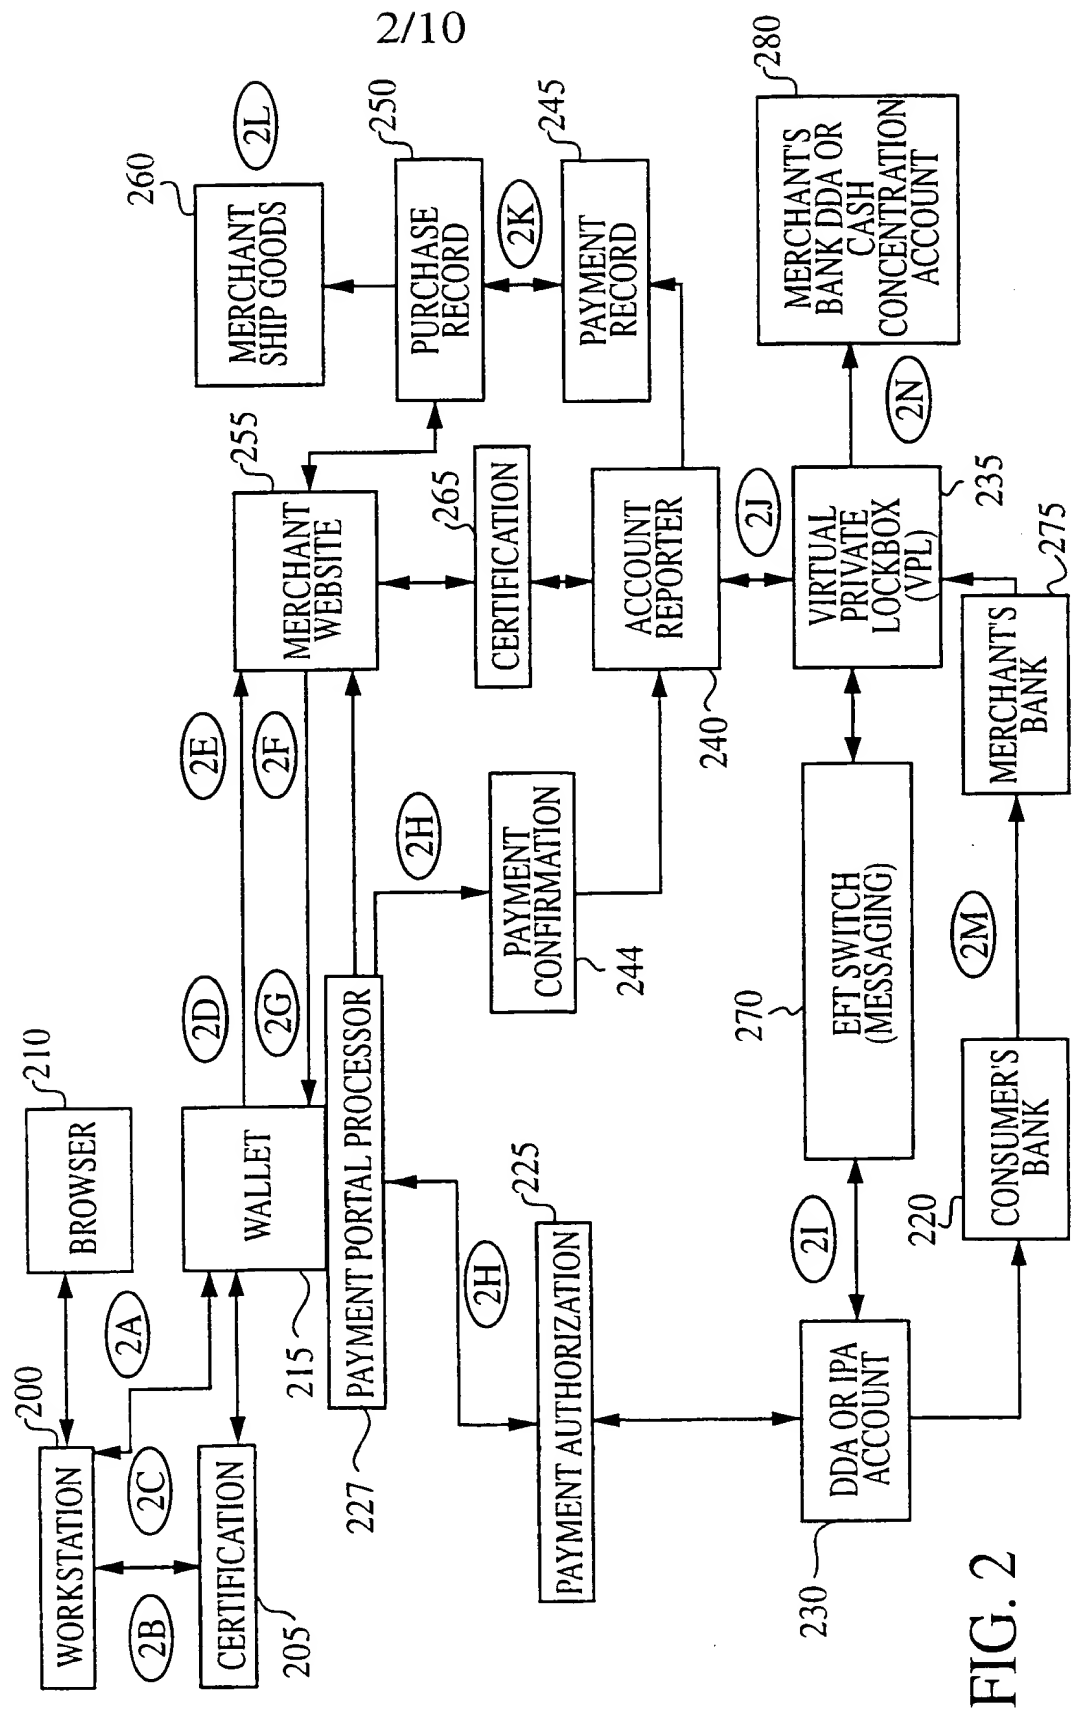 2/10
WORKSTATION
200
BROWSER
210
2A
2B
2C
CERTIFICATION
205
WALLET
215
2D
2E
2F
2G
MERCHANT
WEBSITE
255
MERCHANT
SHIP GOODS
260
2L
PAYMENT PORTAL PROCESSOR
227
2H
PAYMENT
CONFIRMATION
244
CERTIFICATION
265
PURCHASE
RECORD
250
2K
PAYMENT
RECORD
245
2H
PAYMENT AUTHORIZATION
225
ACCOUNT
REPORTER
240
2J
DDA OR IPA
ACCOUNT
230
2I
EFT SWITCH
(MESSAGING)
270
VIRTUAL
PRIVATE
LOCKBOX
(VPL)
235
2N
MERCHANT'S
BANK DDA OR
CASH
CONCENTRATION
ACCOUNT
280
CONSUMER'S
BANK
220
2M
MERCHANT'S
BANK
275
FIG. 2